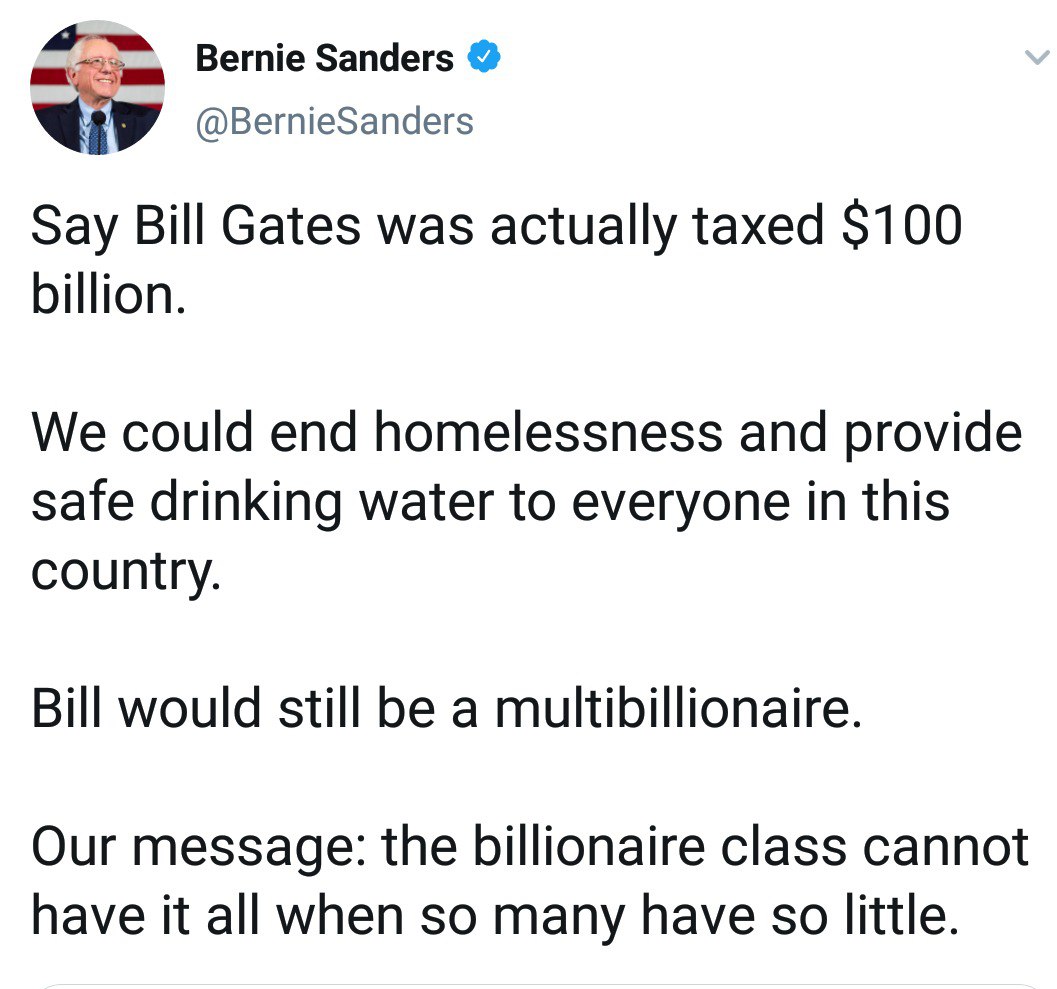 Bernie Sanders
@BernieSanders
Say Bill Gates was actually taxed $100
billion.
We could end homelessness and provide
safe drinking water to everyone in this
country.
Bill would still be a multibillionaire.
Our message: the billionaire class cannot
have it all when so many have so little.